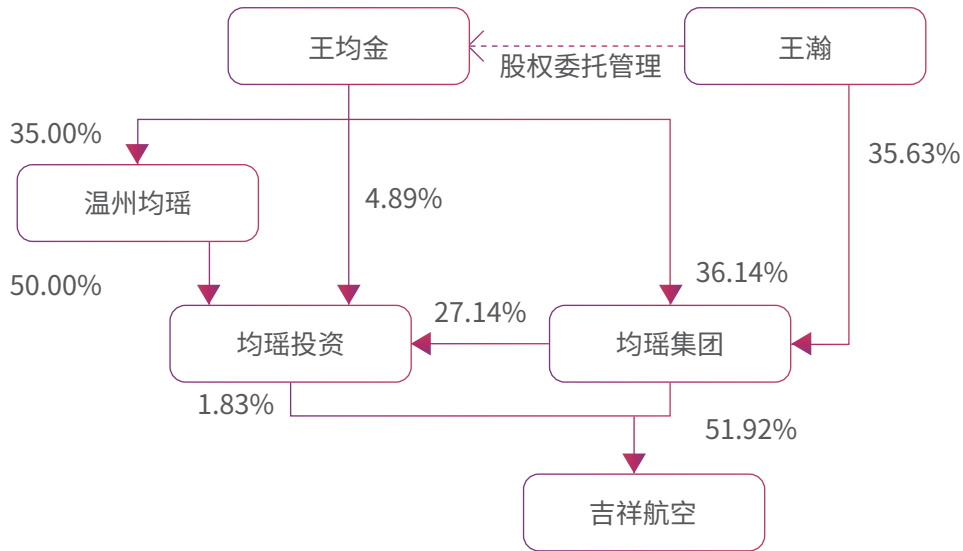 王均金
王瀚
股权委托管理
35.00%
35.63%
温州均瑶
4.89%
50.00%
36.14%
27.14%
均瑶投资
均瑶集团
1.83%
51.92%
吉祥航空